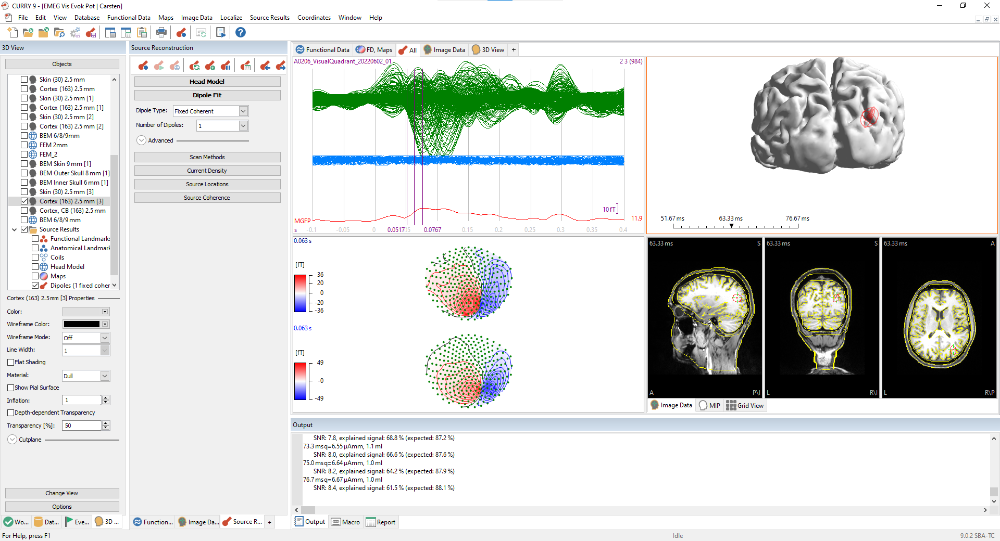 CURRY 9 - [EMEG Vis Evok Pot | Carsten]
File Edit View Database Functional Data Maps Image Data Localize Source Results Coordinates Window Help
3D View
Objects
Skin (30) 2.5 mm
Cortex (163) 2.5 mm
Skin (30) 2.5 mm [1]
Cortex (163) 2.5 mm [1]
Skin (30) 2.5 mm [2]
Cortex (163) 2.5 mm [2]
BEM 6/8/9mm
FEM 2mm
FEM_2
BEM Skin 9 mm [1]
BEM Outer Skull 8 mm [1]
BEM Inner Skull 6 mm [1]
Skin (30) 2.5 mm [3]
Cortex (163) 2.5 mm [3]
Cortex, CB (163) 2.5 mm
BEM 6/8/9 mm
Source Results
Functional Landmarks
Anatomical Landmark
Coils
Head Model
Maps
Dipoles (1 fixed coher
Cortex (163) 2.5 mm [3] Properties
Color:
Wireframe Color:
Wireframe Mode: Off
Line Width: 1
Flat Shading
Material: Dull
Show Pial Surface
Inflation: 1
Depth-dependent Transparency
Transparency [%]: 50
Cutplane
Change View
Options
Wo... Dat... Eve... 3D ...
Source Reconstruction
Head Model
Dipole Fit
Dipole Type: Fixed Coherent
Number of Dipoles: 1
Advanced
Scan Methods
Current Density
Source Locations
Source Coherence
Function... Image Da... Source R... +
Functional Data FD, Maps All Image Data 3D View +
A0206_VisualQuadrant_20220602_01 2 3 (984)
10 fT
MGFP 11.9
s -0.1 -0.05 0 0.0517 05 0.0767 0.15 0.2 0.25 0.3 0.35 0.4
51.67 ms 63.33 ms 76.67 ms
0.063 s
[fT]
36
20
0
-20
-36
0.063 s
[fT]
49
-0
-49
63.33 ms S 63.33 ms S 63.33 ms A
A P\I L R\I L R\P
Image Data MIP Grid View
Output
SNR: 7.8, explained signal: 68.8 % (expected: 87.2 %)
73.3 ms q=6.55 µAmm, 1.1 ml
SNR: 8.0, explained signal: 66.6 % (expected: 87.6 %)
75.0 ms q=6.64 µAmm, 1.0 ml
SNR: 8.2, explained signal: 64.2 % (expected: 87.9 %)
76.7 ms q=6.67 µAmm, 1.0 ml
SNR: 8.4, explained signal: 61.5 % (expected: 88.1 %)
Output Macro Report
For Help, press F1 Idle 9.0.2 SBA-TC